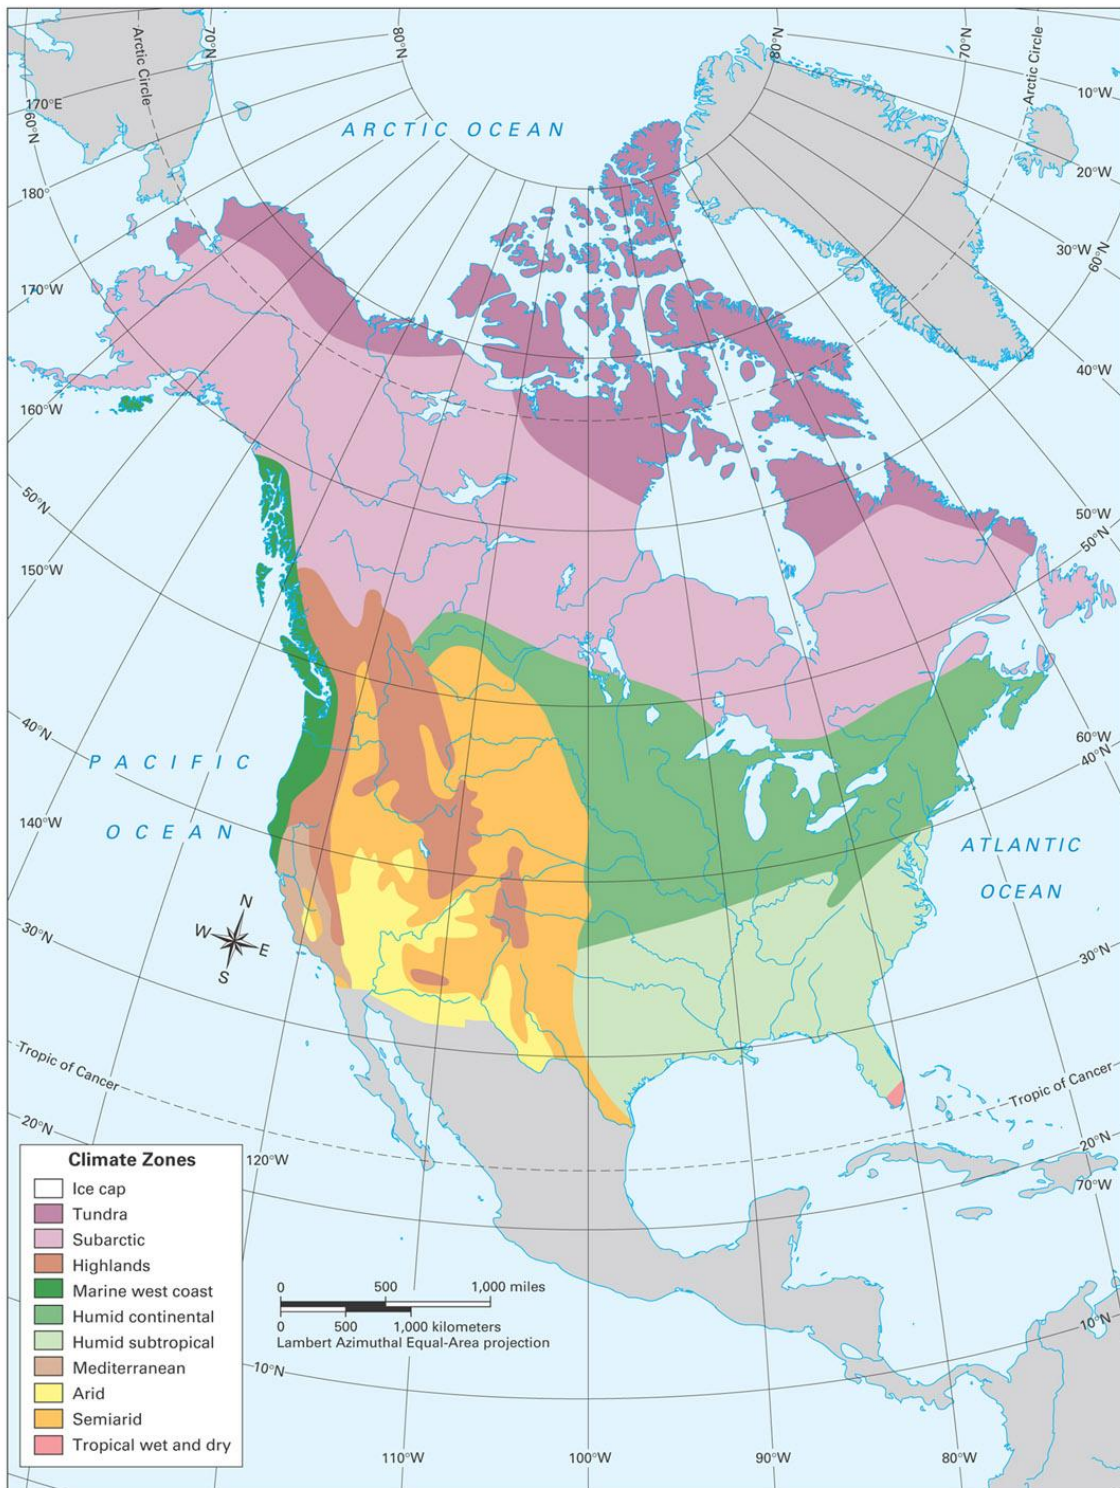 80°N
80°N
70°N
70°N
Arctic Circle
Arctic Circle
10°W
170°E
60°N
ARCTIC OCEAN
20°W
180°
30°W
60°N
170°W
40°W
160°W
50°N
50°W
50°N
150°W
40°N
60°W
40°N
PACIFIC
OCEAN
140°W
ATLANTIC
OCEAN
N
W
E
S
30°N
30°N
Tropic of Cancer
Tropic of Cancer
20°N
20°N
70°W
120°W
Climate Zones
Ice cap
Tundra
Subarctic
Highlands
Marine west coast
Humid continental
Humid subtropical
Mediterranean
Arid
Semiarid
Tropical wet and dry
0 500 1,000 miles
0 500 1,000 kilometers
Lambert Azimuthal Equal-Area projection
10°N
10°N
110°W
100°W
90°W
80°W